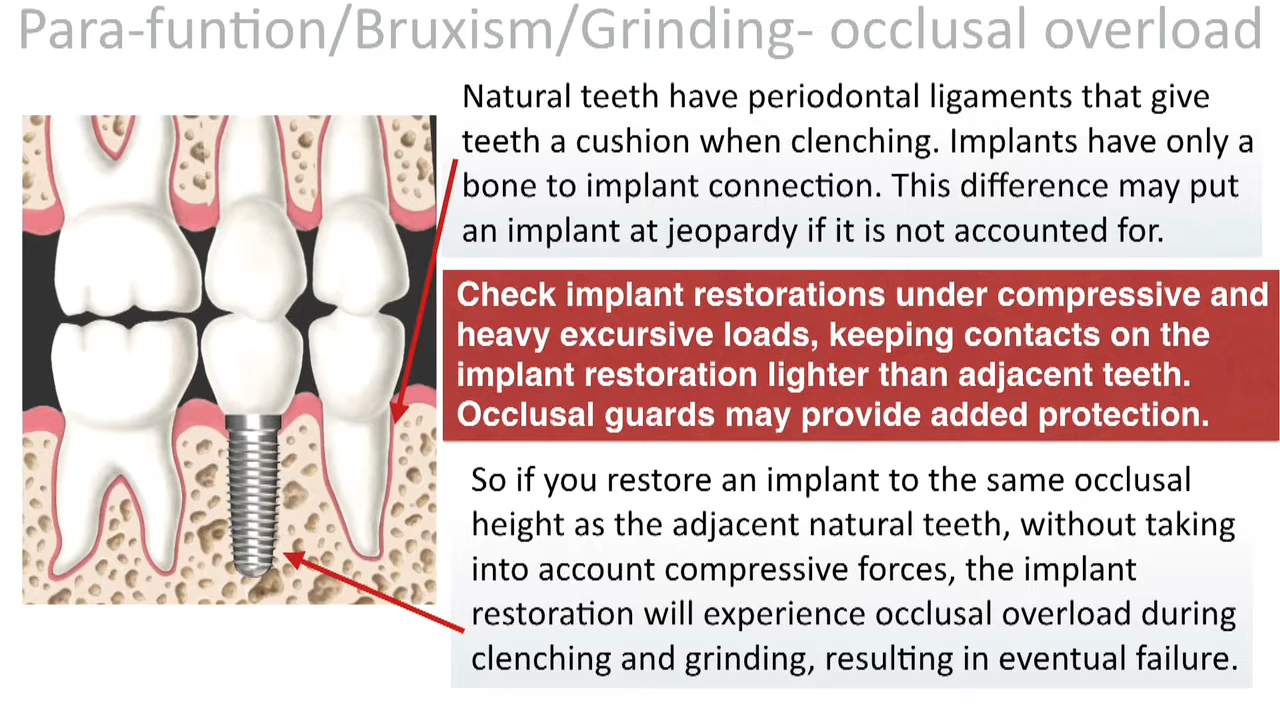 Para-funtion/Bruxism/Grinding- occlusal overload
Natural teeth have periodontal ligaments that give
teeth a cushion when clenching. Implants have only a
bone to implant connection. This difference may put
an implant at jeopardy if it is not accounted for.
Check implant restorations under compressive and
heavy excursive loads, keeping contacts on the
implant restoration lighter than adjacent teeth.
Occlusal guards may provide added protection.
So if you restore an implant to the same occlusal
height as the adjacent natural teeth, without taking
into account compressive forces, the implant
restoration will experience occlusal overload during
clenching and grinding, resulting in eventual failure.